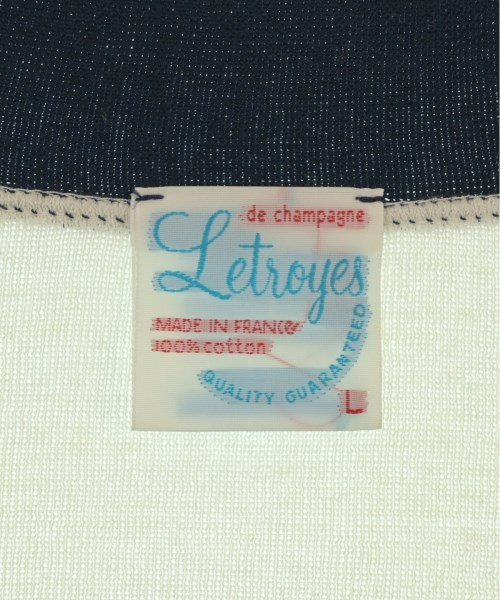 de champagne
Letroyes
MADE IN FRANCE
100% cotton
QUALITY GUARANTEED
L